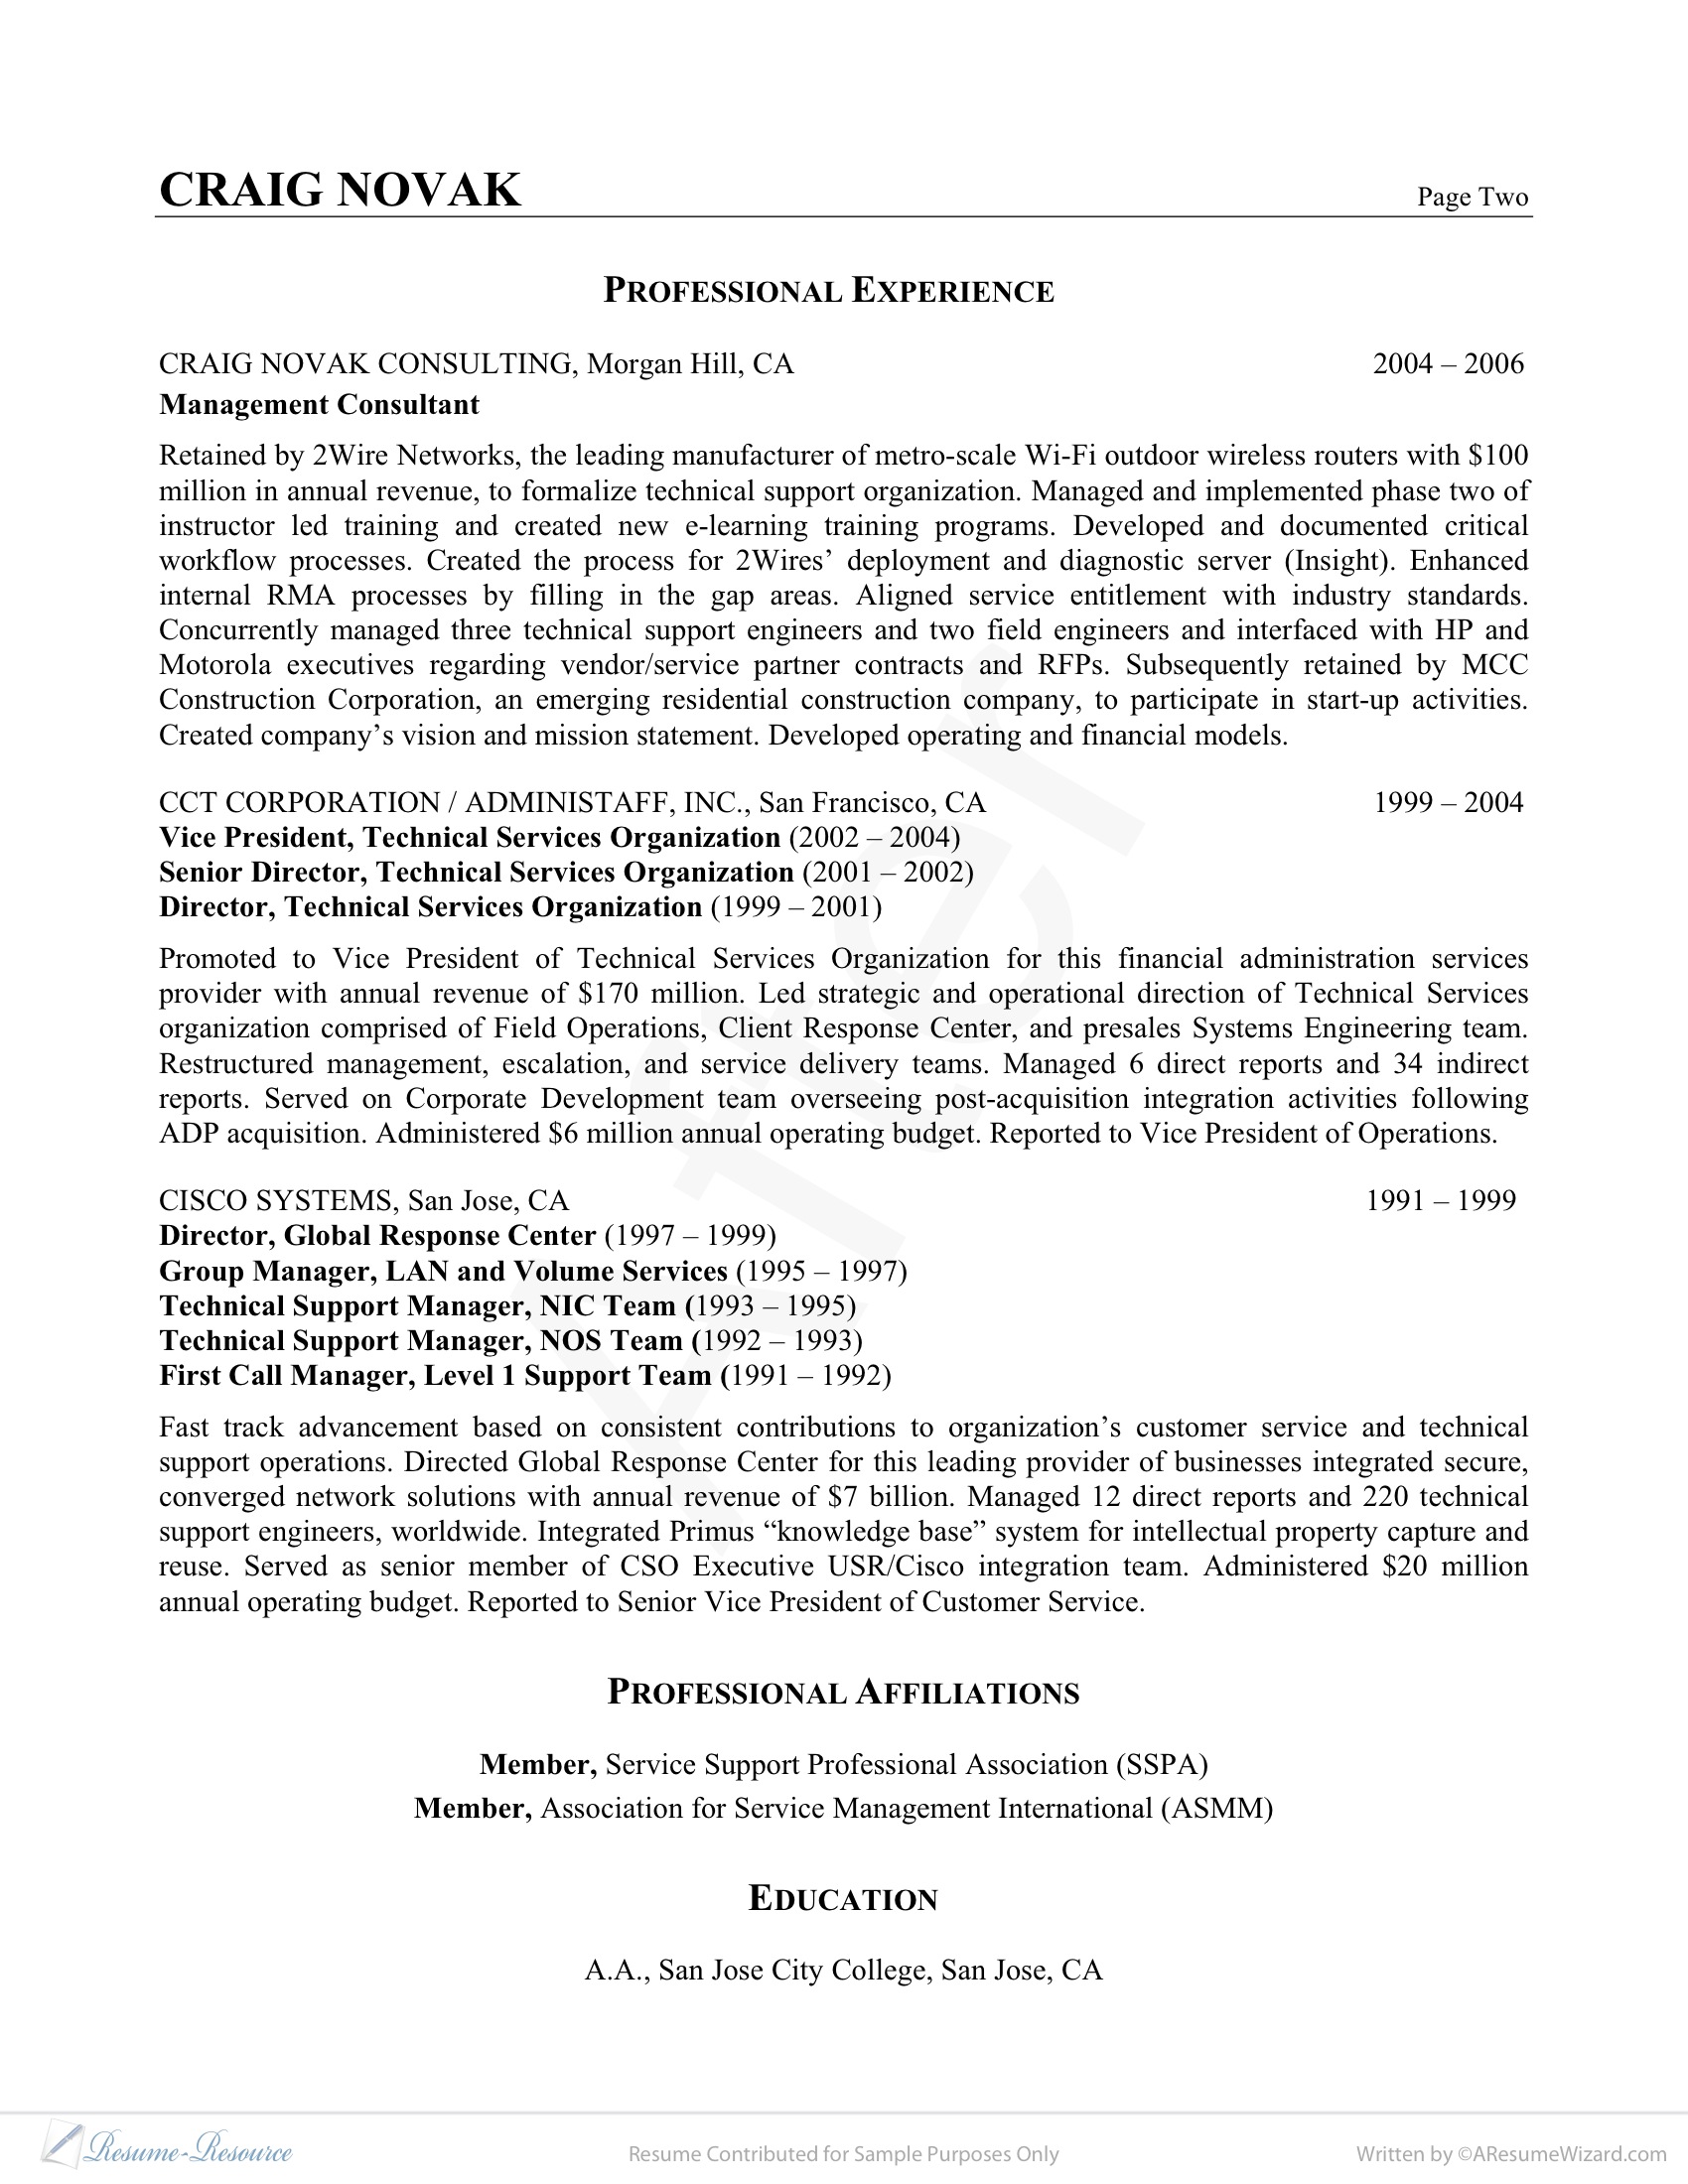 CRAIG NOVAK Page Two
PROFESSIONAL EXPERIENCE
CRAIG NOVAK CONSULTING, Morgan Hill, CA 2004 – 2006
Management Consultant
Retained by 2Wire Networks, the leading manufacturer of metro-scale Wi-Fi outdoor wireless routers with $100
million in annual revenue, to formalize technical support organization. Managed and implemented phase two of
instructor led training and created new e-learning training programs. Developed and documented critical
workflow processes. Created the process for 2Wires’ deployment and diagnostic server (Insight). Enhanced
internal RMA processes by filling in the gap areas. Aligned service entitlement with industry standards.
Concurrently managed three technical support engineers and two field engineers and interfaced with HP and
Motorola executives regarding vendor/service partner contracts and RFPs. Subsequently retained by MCC
Construction Corporation, an emerging residential construction company, to participate in start-up activities.
Created company’s vision and mission statement. Developed operating and financial models.
CCT CORPORATION / ADMINISTAFF, INC., San Francisco, CA 1999 – 2004
Vice President, Technical Services Organization (2002 – 2004)
Senior Director, Technical Services Organization (2001 – 2002)
Director, Technical Services Organization (1999 – 2001)
Promoted to Vice President of Technical Services Organization for this financial administration services
provider with annual revenue of $170 million. Led strategic and operational direction of Technical Services
organization comprised of Field Operations, Client Response Center, and presales Systems Engineering team.
Restructured management, escalation, and service delivery teams. Managed 6 direct reports and 34 indirect
reports. Served on Corporate Development team overseeing post-acquisition integration activities following
ADP acquisition. Administered $6 million annual operating budget. Reported to Vice President of Operations.
CISCO SYSTEMS, San Jose, CA 1991 – 1999
Director, Global Response Center (1997 – 1999)
Group Manager, LAN and Volume Services (1995 – 1997)
Technical Support Manager, NIC Team (1993 – 1995)
Technical Support Manager, NOS Team (1992 – 1993)
First Call Manager, Level 1 Support Team (1991 – 1992)
Fast track advancement based on consistent contributions to organization’s customer service and technical
support operations. Directed Global Response Center for this leading provider of businesses integrated secure,
converged network solutions with annual revenue of $7 billion. Managed 12 direct reports and 220 technical
support engineers, worldwide. Integrated Primus “knowledge base” system for intellectual property capture and
reuse. Served as senior member of CSO Executive USR/Cisco integration team. Administered $20 million
annual operating budget. Reported to Senior Vice President of Customer Service.
PROFESSIONAL AFFILIATIONS
Member, Service Support Professional Association (SSPA)
Member, Association for Service Management International (ASMM)
EDUCATION
A.A., San Jose City College, San Jose, CA
After
Resume-Resource Resume Contributed for Sample Purposes Only Written by ©AResumeWizard.com